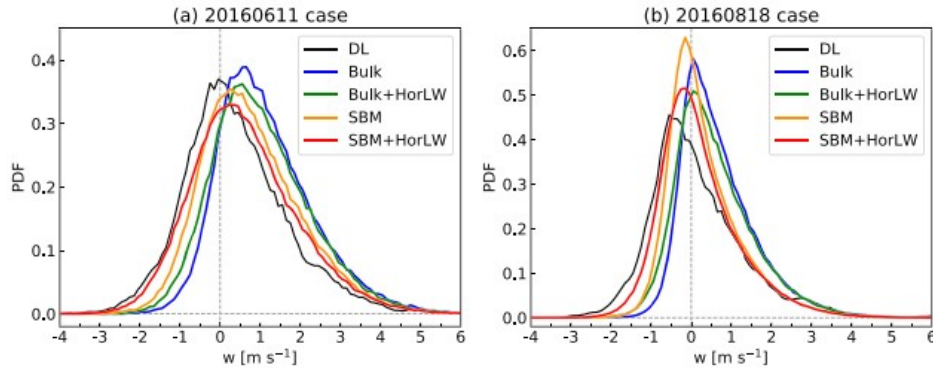 (a) 20160611 case
PDF
0.4
0.3
0.2
0.1
0.0
-4 -3 -2 -1 0 1 2 3 4 5 6
w [m s⁻¹]
DL
Bulk
Bulk+HorLW
SBM
SBM+HorLW
(b) 20160818 case
PDF
0.6
0.5
0.4
0.3
0.2
0.1
0.0
-4 -3 -2 -1 0 1 2 3 4 5 6
w [m s⁻¹]
DL
Bulk
Bulk+HorLW
SBM
SBM+HorLW